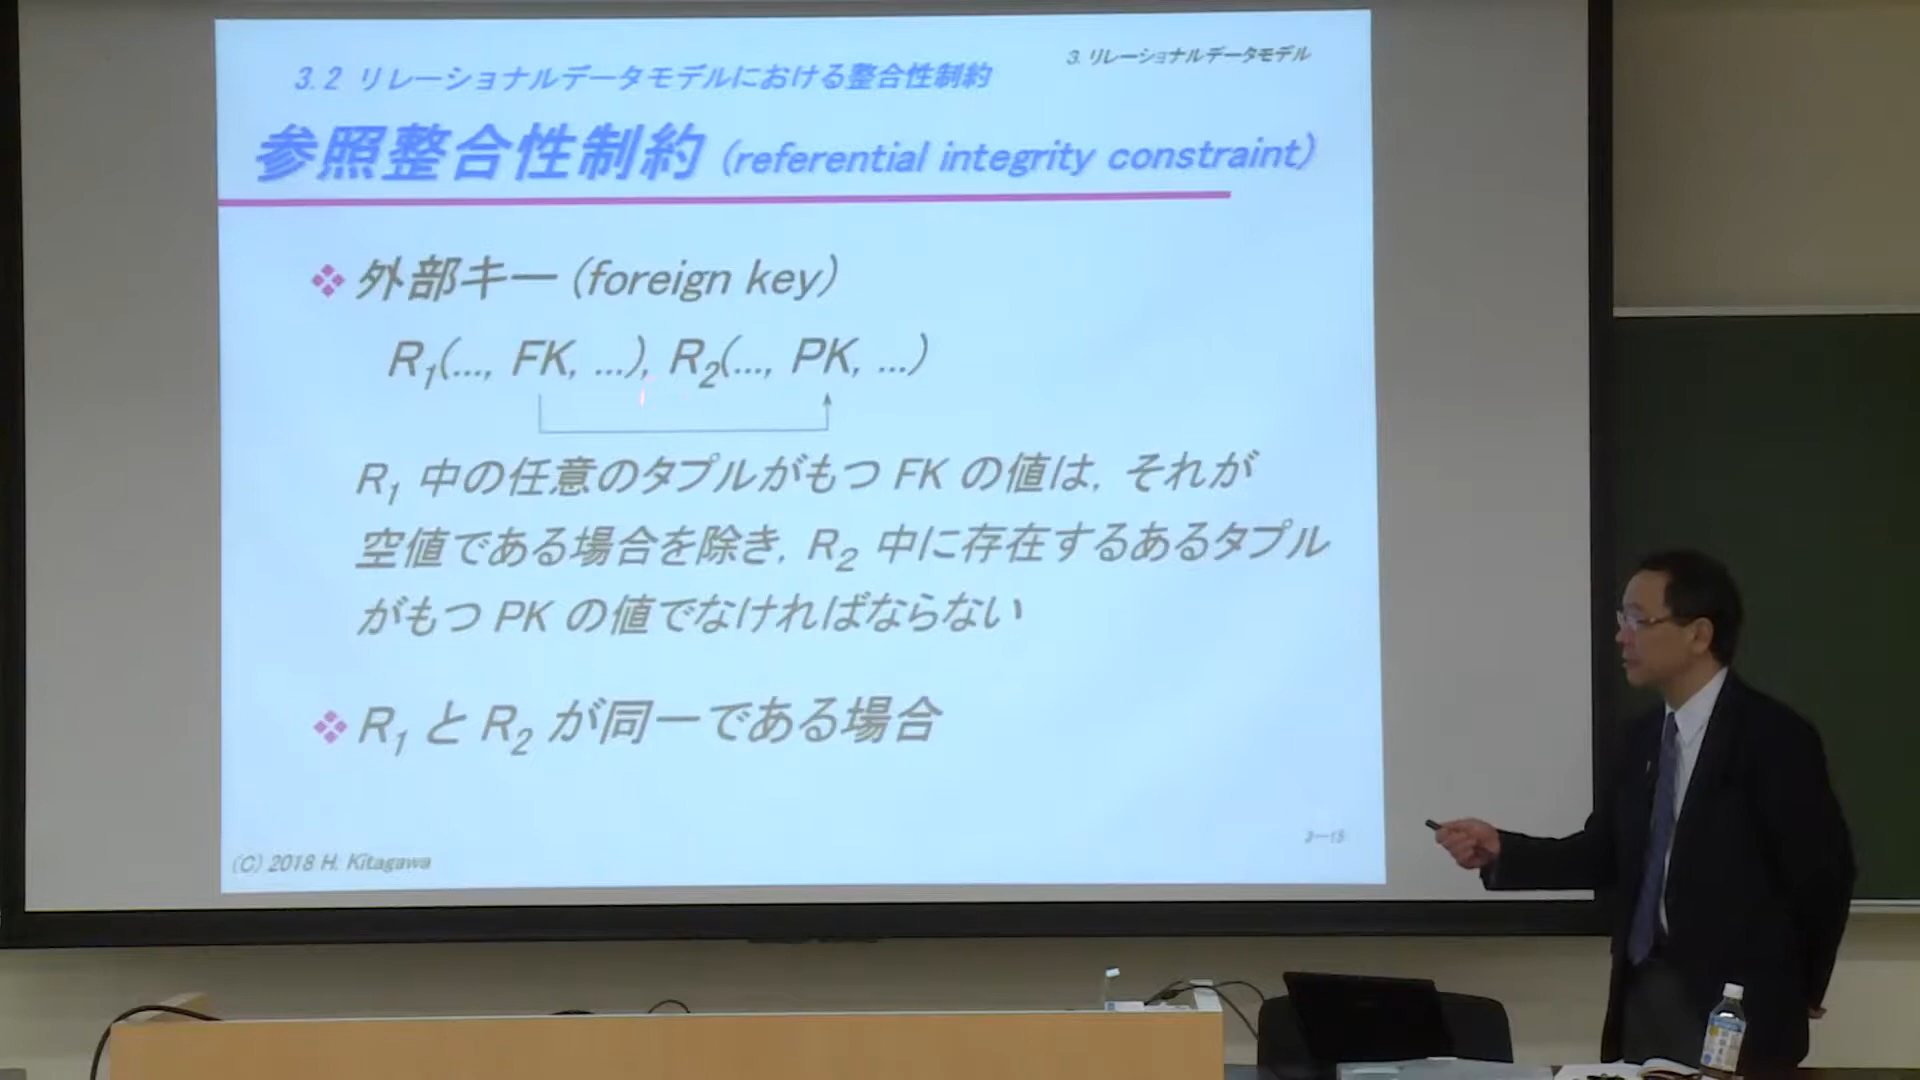 3. リレーショナルデータモデル
3.2 リレーショナルデータモデルにおける整合性制約
参照整合性制約 (referential integrity constraint)
外部キー (foreign key)
R1(..., FK, ...), R2(..., PK, ...)
R1 中の任意のタプルがもつ FK の値は, それが
空値である場合を除き, R2 中に存在するあるタプル
がもつ PK の値でなければならない
R1 と R2 が同一である場合
(C) 2018 H. Kitagawa